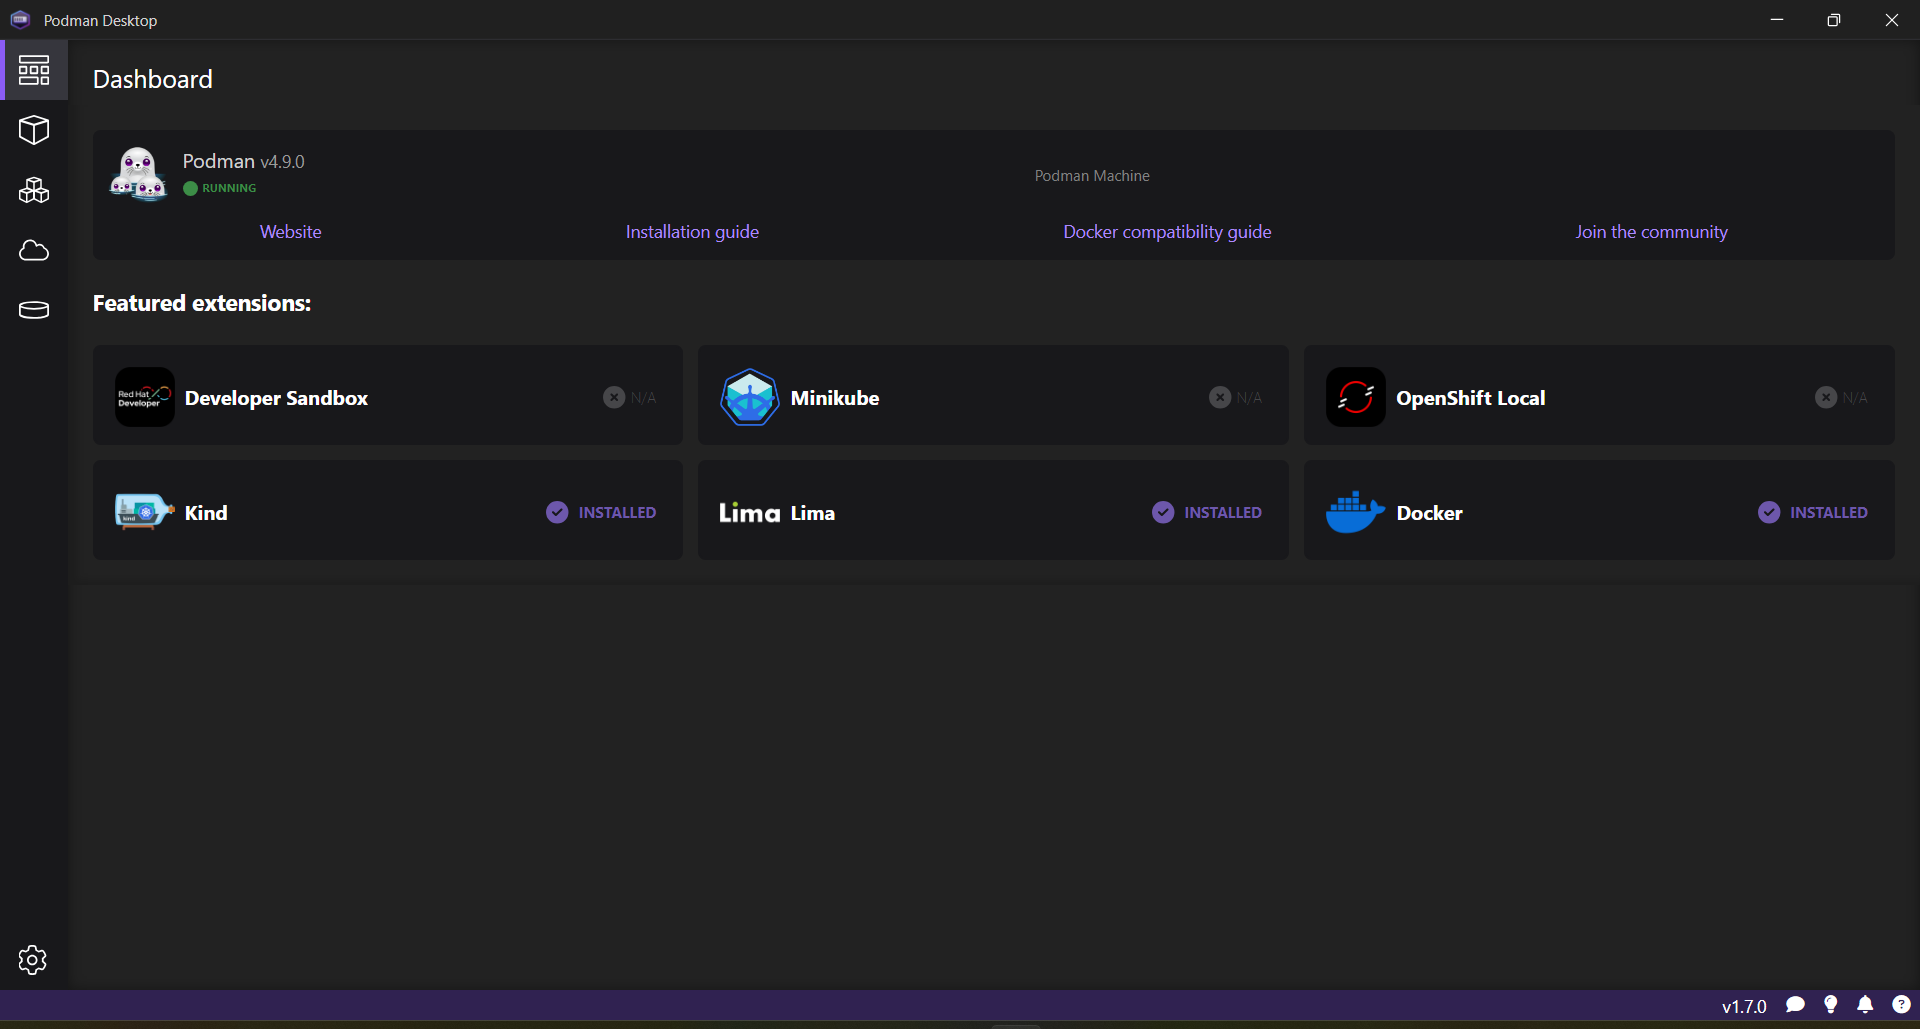 Podman Desktop
Dashboard
Podman v4.9.0
RUNNING
Podman Machine
Website
Installation guide
Docker compatibility guide
Join the community
Featured extensions:
Red Hat
Developer
Developer Sandbox
N/A
Minikube
N/A
OpenShift Local
N/A
kind
Kind
INSTALLED
Lima
Lima
INSTALLED
Docker
INSTALLED
v1.7.0